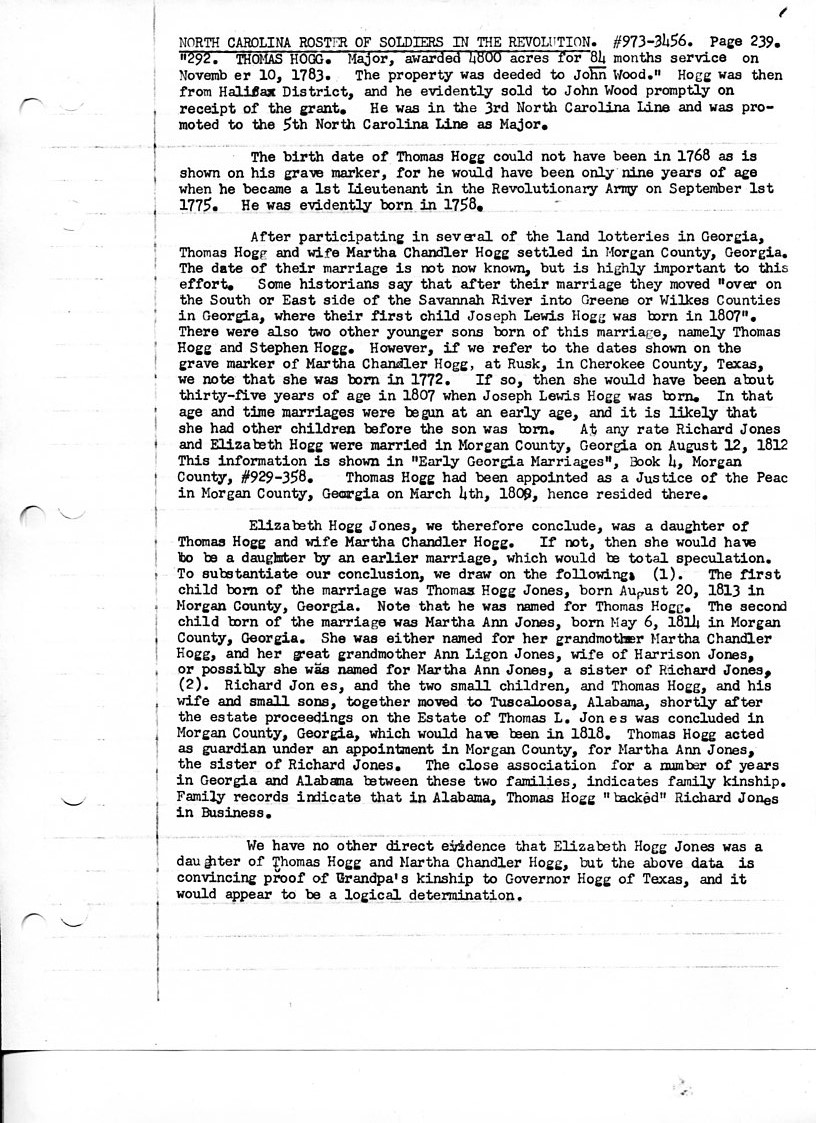 NORTH CAROLINA ROSTER OF SOLDIERS IN THE REVOLUTION. #973-3456. Page 239.
"292. THOMAS HOGG. Major, awarded 4800 acres for 84 months service on
Novemb er 10, 1783. The property was deeded to John Wood." Hogg was then
from Halifax District, and he evidently sold to John Wood promptly on
receipt of the grant. He was in the 3rd North Carolina Line and was pro-
moted to the 5th North Carolina Line as Major.
The birth date of Thomas Hogg could not have been in 1768 as is
shown on his grave marker, for he would have been only nine years of age
when he became a 1st Lieutenant in the Revolutionary Army on September 1st
1775. He was evidently born in 1758.
After participating in several of the land lotteries in Georgia,
Thomas Hogg and wife Martha Chandler Hogg settled in Morgan County, Georgia.
The date of their marriage is not now known, but is highly important to this
effort. Some historians say that after their marriage they moved "over on
the South or East side of the Savannah River into Greene or Wilkes Counties
in Georgia, where their first child Joseph Lewis Hogg was born in 1807".
There were also two other younger sons born of this marriage, namely Thomas
Hogg and Stephen Hogg. However, if we refer to the dates shown on the
grave marker of Martha Chandler Hogg, at Rusk, in Cherokee County, Texas,
we note that she was born in 1772. If so, then she would have been about
thirty-five years of age in 1807 when Joseph Lewis Hogg was born. In that
age and time marriages were begun at an early age, and it is likely that
she had other children before the son was born. At any rate Richard Jones
and Elizabeth Hogg were married in Morgan County, Georgia on August 12, 1812
This information is shown in "Early Georgia Marriages", Book 4, Morgan
County, #929-358. Thomas Hogg had been appointed as a Justice of the Peac
in Morgan County, Georgia on March 4th, 1809, hence resided there.
Elizabeth Hogg Jones, we therefore conclude, was a daughter of
Thomas Hogg and wife Martha Chandler Hogg. If not, then she would have
to be a daughter by an earlier marriage, which would be total speculation.
To substantiate our conclusion, we draw on the following: (1). The first
child born of the marriage was Thomas Hogg Jones, born August 20, 1813 in
Morgan County, Georgia. Note that he was named for Thomas Hogg. The second
child born of the marriage was Martha Ann Jones, born May 6, 1814 in Morgan
County, Georgia. She was either named for her grandmother Martha Chandler
Hogg, and her great grandmother Ann Ligon Jones, wife of Harrison Jones,
or possibly she was named for Martha Ann Jones, a sister of Richard Jones,
(2). Richard Jon es, and the two small children, and Thomas Hogg, and his
wife and small sons, together moved to Tuscaloosa, Alabama, shortly after
the estate proceedings on the Estate of Thomas L. Jon es was concluded in
Morgan County, Georgia, which would have been in 1818. Thomas Hogg acted
as guardian under an appointment in Morgan County, for Martha Ann Jones,
the sister of Richard Jones. The close association for a number of years
in Georgia and Alabama between these two families, indicates family kinship.
Family records indicate that in Alabama, Thomas Hogg "backed" Richard Jones
in Business.
We have no other direct evidence that Elizabeth Hogg Jones was a
daughter of Thomas Hogg and Martha Chandler Hogg, but the above data is
convincing proof of Grandpa's kinship to Governor Hogg of Texas, and it
would appear to be a logical determination.